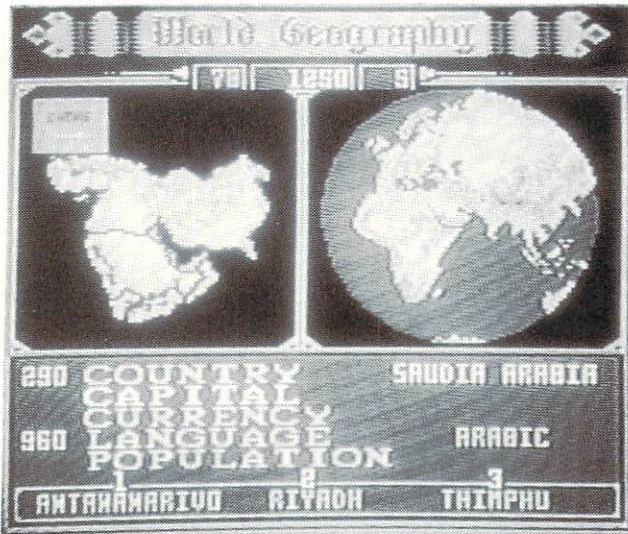 World Geography
70 1250 5
290 COUNTRY SAUDIA ARABIA
CAPITAL
CURRENCY
960 LANGUAGE ARABIC
POPULATION
1 2 3
ANTANANARIVO RIYADH THIMPHU